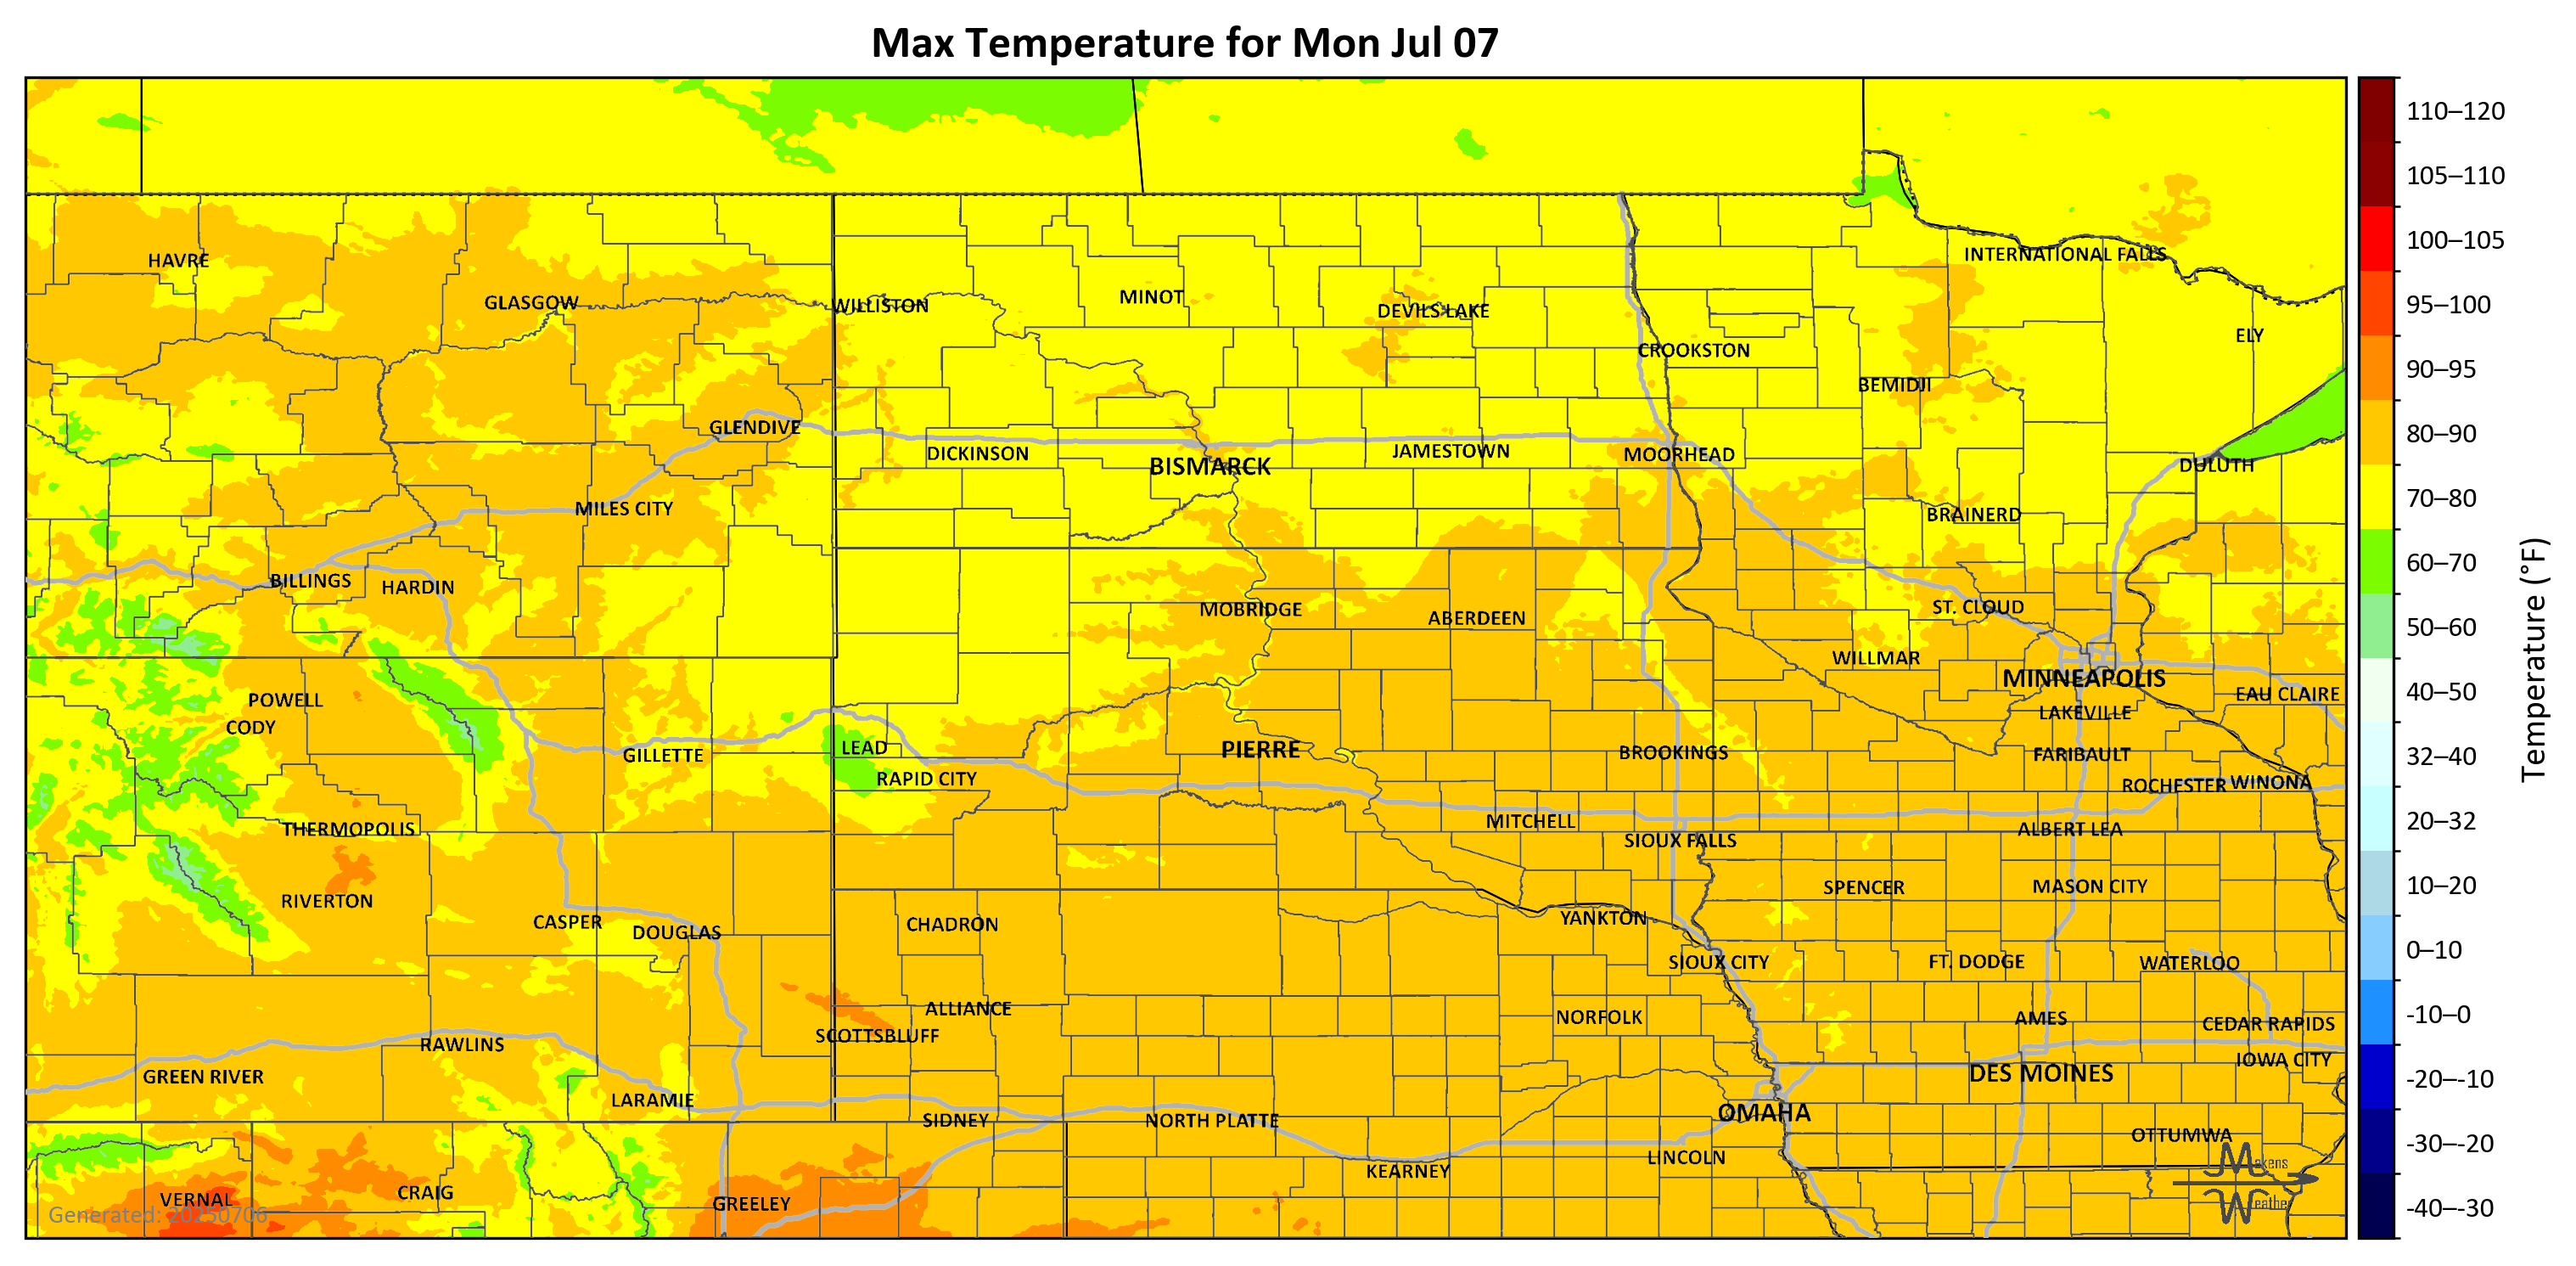 Max Temperature for Mon Jul 07
HAVRE
GLASGOW
WILLISTON
MINOT
DEVILS LAKE
CROOKSTON
INTERNATIONAL FALLS
ELY
BEMIDJI
GLENDIVE
DICKINSON
BISMARCK
JAMESTOWN
MOORHEAD
DULUTH
MILES CITY
BRAINERD
BILLINGS
HARDIN
MOBRIDGE
ABERDEEN
ST. CLOUD
WILLMAR
MINNEAPOLIS
EAU CLAIRE
POWELL
CODY
LAKEVILLE
GILLETTE
LEAD
RAPID CITY
PIERRE
BROOKINGS
FARIBAULT
ROCHESTER
WINONA
THERMOPOLIS
MITCHELL
SIOUX FALLS
ALBERT LEA
RIVERTON
SPENCER
MASON CITY
CASPER
DOUGLAS
CHADRON
YANKTON
SIOUX CITY
FT. DODGE
WATERLOO
ALLIANCE
SCOTTSBLUFF
NORFOLK
AMES
CEDAR RAPIDS
RAWLINS
IOWA CITY
GREEN RIVER
DES MOINES
LARAMIE
SIDNEY
NORTH PLATTE
OMAHA
OTTUMWA
KEARNEY
LINCOLN
VERNAL
CRAIG
GREELEY
Generated: 20250706
Makens
Weather
110–120
105–110
100–105
95–100
90–95
80–90
70–80
60–70
50–60
40–50
32–40
20–32
10–20
0–10
-10–0
-20–-10
-30–-20
-40–-30
Temperature (°F)